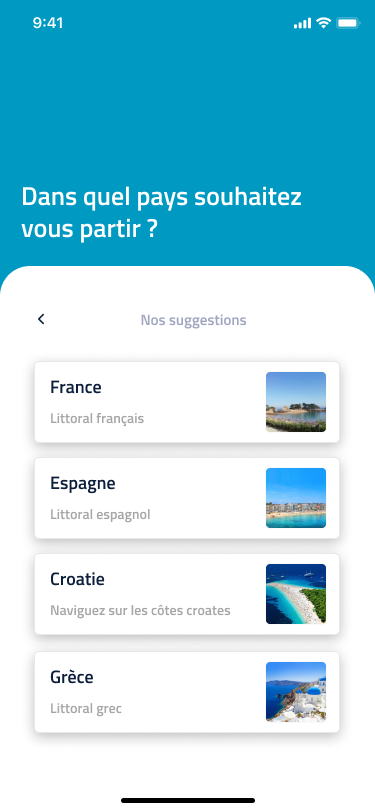 9:41
Dans quel pays souhaitez
vous partir ?
Nos suggestions
France
Littoral français
Espagne
Littoral espagnol
Croatie
Naviguez sur les côtes croates
Grèce
Littoral grec